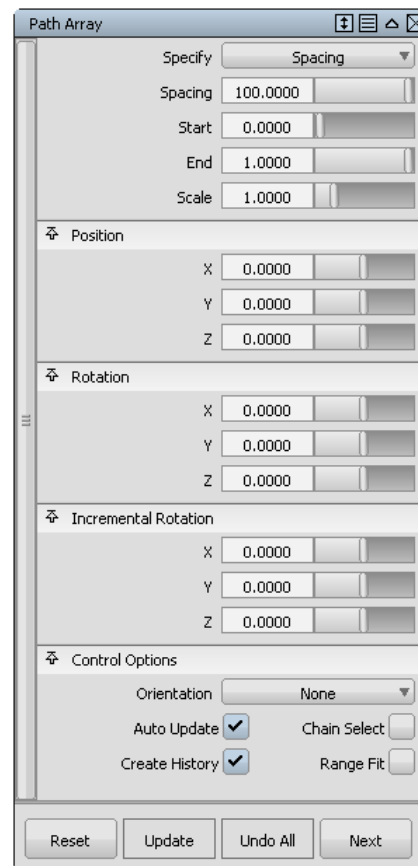 Path Array
Specify Spacing
Spacing 100.0000
Start 0.0000
End 1.0000
Scale 1.0000
Position
X 0.0000
Y 0.0000
Z 0.0000
Rotation
X 0.0000
Y 0.0000
Z 0.0000
Incremental Rotation
X 0.0000
Y 0.0000
Z 0.0000
Control Options
Orientation None
Auto Update Chain Select
Create History Range Fit
Reset Update Undo All Next